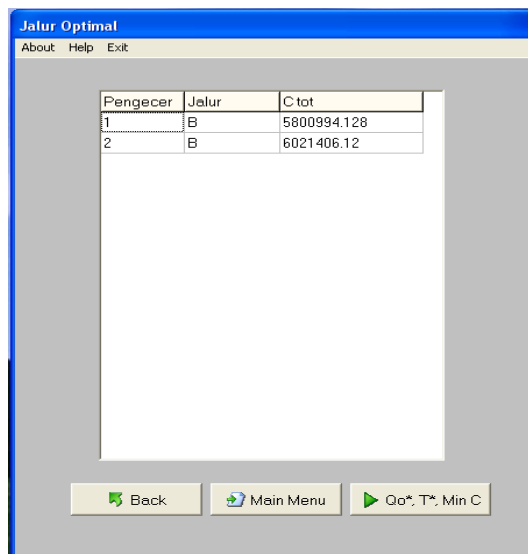 Jalur Optimal
About Help Exit
Pengecer Jalur C tot
1 B 5800994.128
2 B 6021406.12
Back Main Menu Qo*, T*, Min C